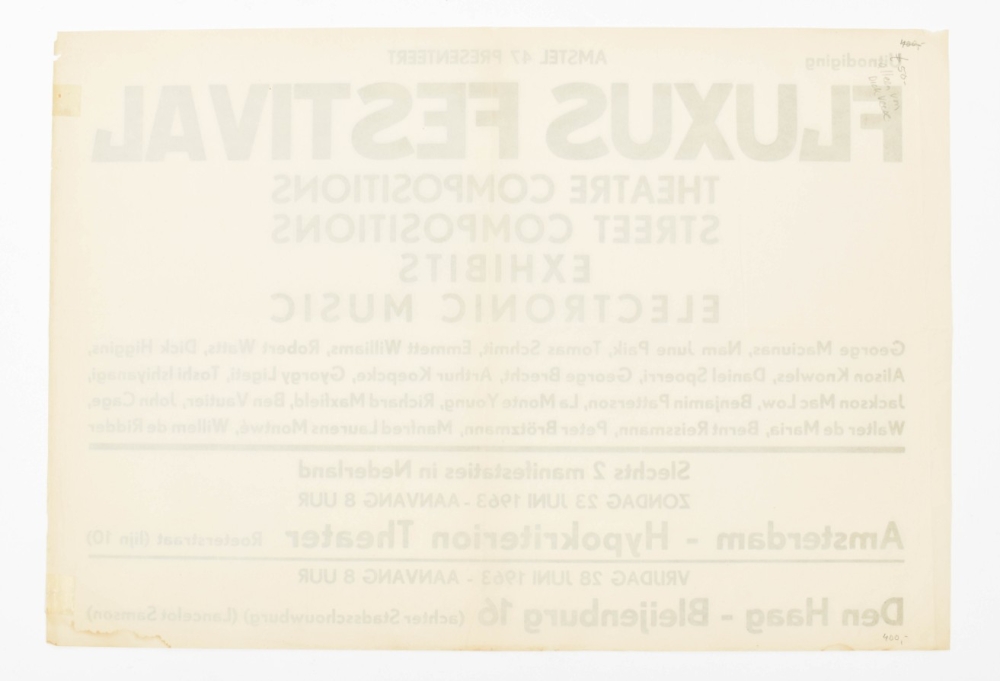 Uitnodiging
AMSTEL 47 PRESENTEERT
FLUXUS FESTIVAL
THEATRE COMPOSITIONS
STREET COMPOSITIONS
EXHIBITS
ELECTRONIC MUSIC
George Maciunas, Nam June Paik, Tomas Schmit, Emmett Williams, Robert Watts, Dick Higgins,
Alison Knowles, Daniel Spoerri, George Brecht, Arthur Koepcke, Gyorgy Ligeti, Toshi Ishiyanagi,
Jackson Mac Low, Benjamin Patterson, La Monte Young, Richard Maxfield, Ben Vautier, John Cage,
Walter de Maria, Bernt Reissmann, Peter Brötzmann, Manfred Laurens Montwé, Willem de Ridder
Slechts 2 manifestaties in Nederland
ZONDAG 23 JUNI 1963 - AANVANG 8 UUR
Amsterdam - Hypokriterion Theater Roeterstraat (lijn 10)
VRIJDAG 28 JUNI 1963 - AANVANG 8 UUR
Den Haag - Bleijenburg 16 (achter Stadsschouwburg) (Lancelot Samson)
400,-